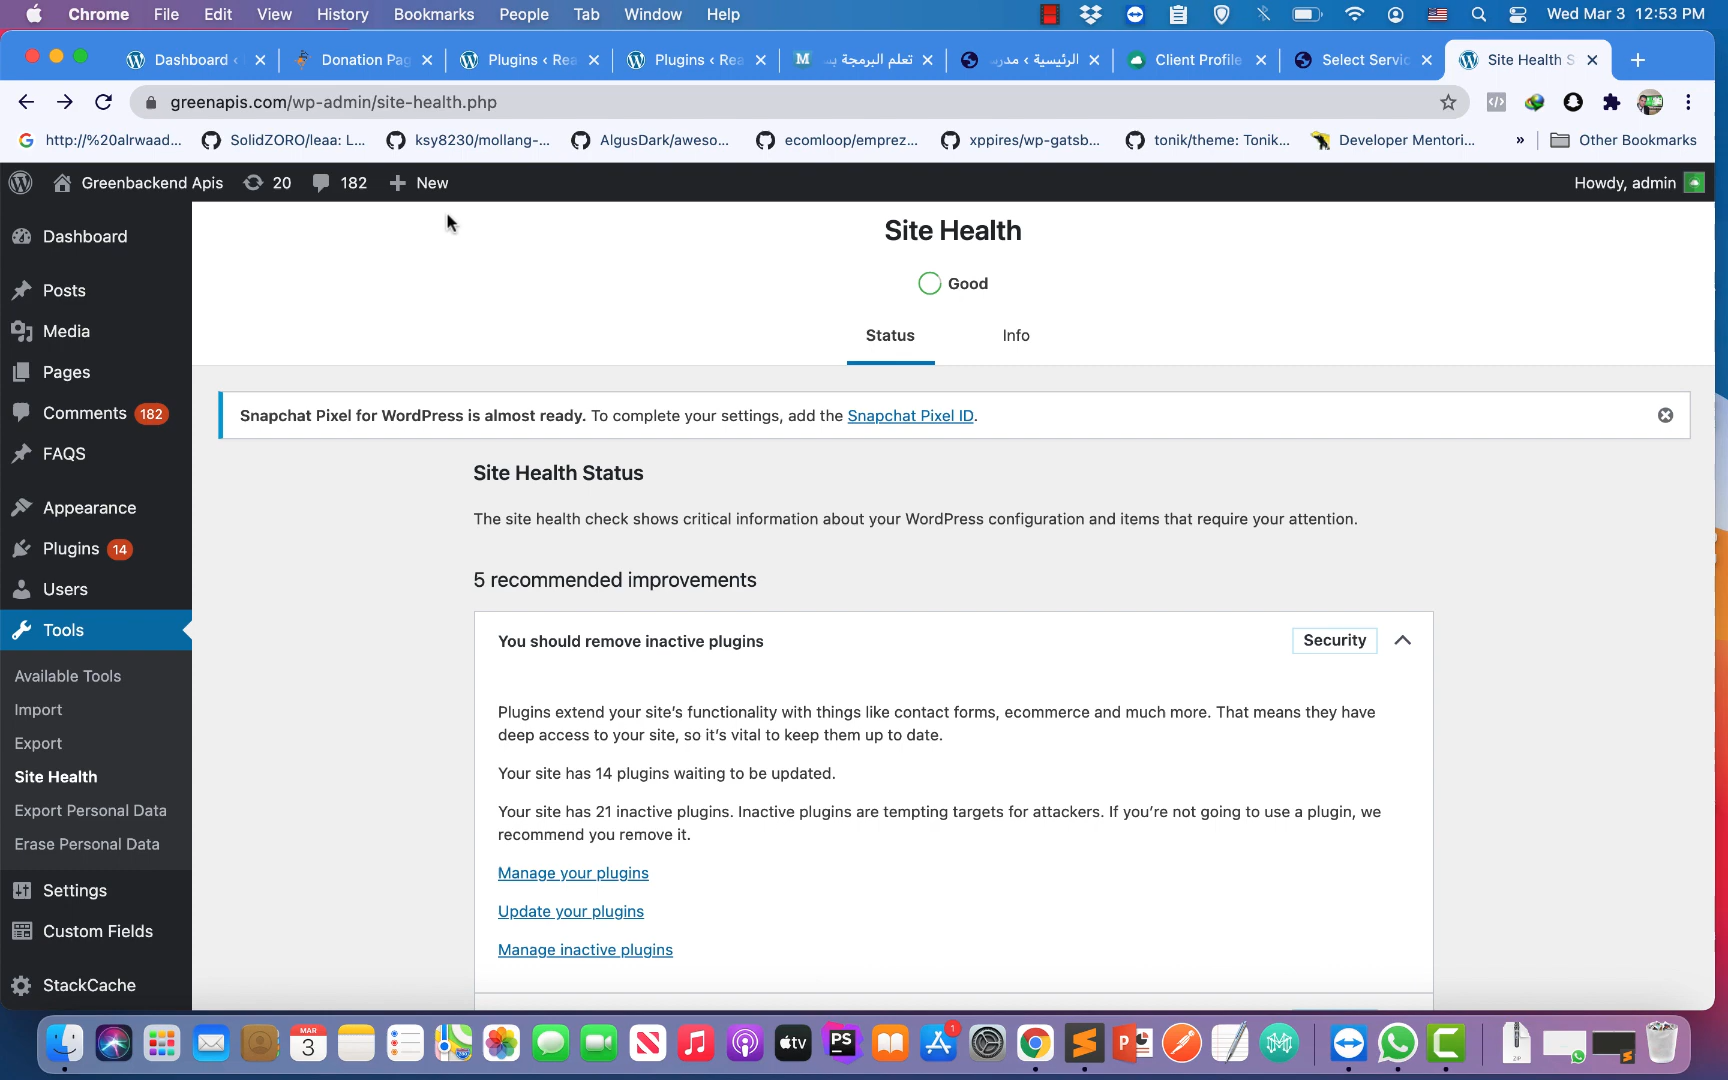 Chrome File Edit View History Bookmarks People Tab Window Help Wed Mar 3 12:53 PM
Dashboard ‹ Donation Pag Plugins ‹ Rea Plugins ‹ Rea M تعلم البرمجة بس الرئيسية › مدرس Client Profile Select Servic Site Health S
greenapis.com/wp-admin/site-health.php
http://%20alrwaad... SolidZORO/leaa: L... ksy8230/mollang-... AlgusDark/aweso... ecomloop/emprez... xppires/wp-gatsb... tonik/theme: Tonik... Developer Mentori... » Other Bookmarks
Greenbackend Apis 20 182 New Howdy, admin
Dashboard
Posts
Media
Pages
Comments 182
FAQS
Appearance
Plugins 14
Users
Tools
Available Tools
Import
Export
Site Health
Export Personal Data
Erase Personal Data
Settings
Custom Fields
StackCache
Site Health
Good
Status Info
Snapchat Pixel for WordPress is almost ready. To complete your settings, add the Snapchat Pixel ID.
Site Health Status
The site health check shows critical information about your WordPress configuration and items that require your attention.
5 recommended improvements
You should remove inactive plugins Security
Plugins extend your site's functionality with things like contact forms, ecommerce and much more. That means they have
deep access to your site, so it's vital to keep them up to date.
Your site has 14 plugins waiting to be updated.
Your site has 21 inactive plugins. Inactive plugins are tempting targets for attackers. If you're not going to use a plugin, we
recommend you remove it.
Manage your plugins
Update your plugins
Manage inactive plugins
MAR
3
tv
PS
1
P
ZIP